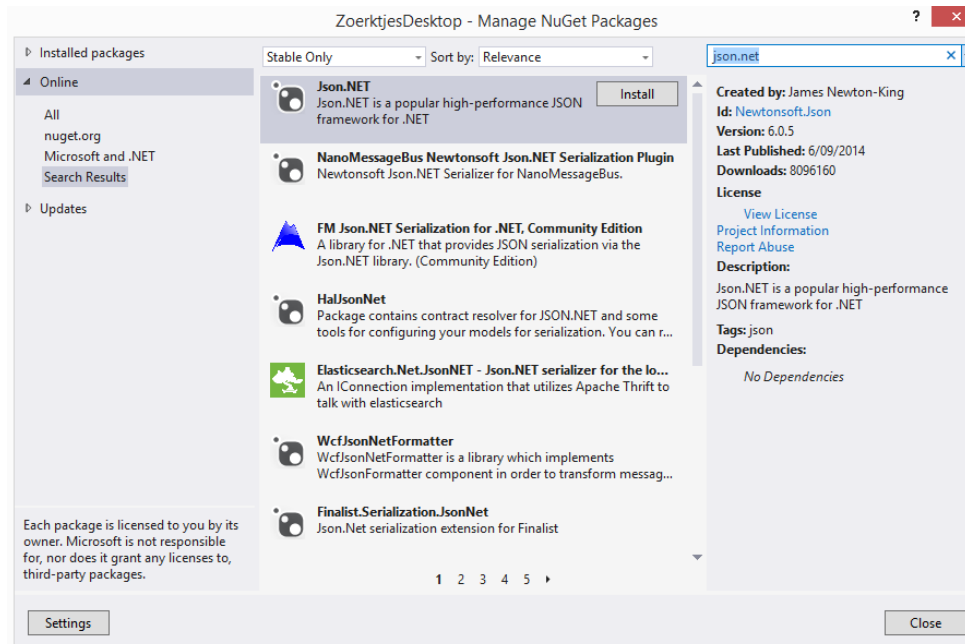 ZoerktjesDesktop - Manage NuGet Packages
Installed packages
Online
All
nuget.org
Microsoft and .NET
Search Results
Updates
Each package is licensed to you by its
owner. Microsoft is not responsible
for, nor does it grant any licenses to,
third-party packages.
Stable Only
Sort by: Relevance
Json.NET
Json.NET is a popular high-performance JSON
framework for .NET
Install
NanoMessageBus Newtonsoft Json.NET Serialization Plugin
Newtonsoft Json.NET Serializer for NanoMessageBus.
FM Json.NET Serialization for .NET, Community Edition
A library for .NET that provides JSON serialization via the
Json.NET library. (Community Edition)
HalJsonNet
Package contains contract resolver for JSON.NET and some
tools for configuring your models for serialization. You can r...
Elasticsearch.Net.JsonNET - Json.NET serializer for the lo...
An IConnection implementation that utilizes Apache Thrift to
talk with elasticsearch
WcfJsonNetFormatter
WcfJsonNetFormatter is a library which implements
WcfJsonFormatter component in order to transform messag...
Finalist.Serialization.JsonNet
Json.Net serialization extension for Finalist
1 2 3 4 5
json.net
Created by: James Newton-King
Id: Newtonsoft.Json
Version: 6.0.5
Last Published: 6/09/2014
Downloads: 8096160
License
View License
Project Information
Report Abuse
Description:
Json.NET is a popular high-performance
JSON framework for .NET
Tags: json
Dependencies:
No Dependencies
Settings
Close